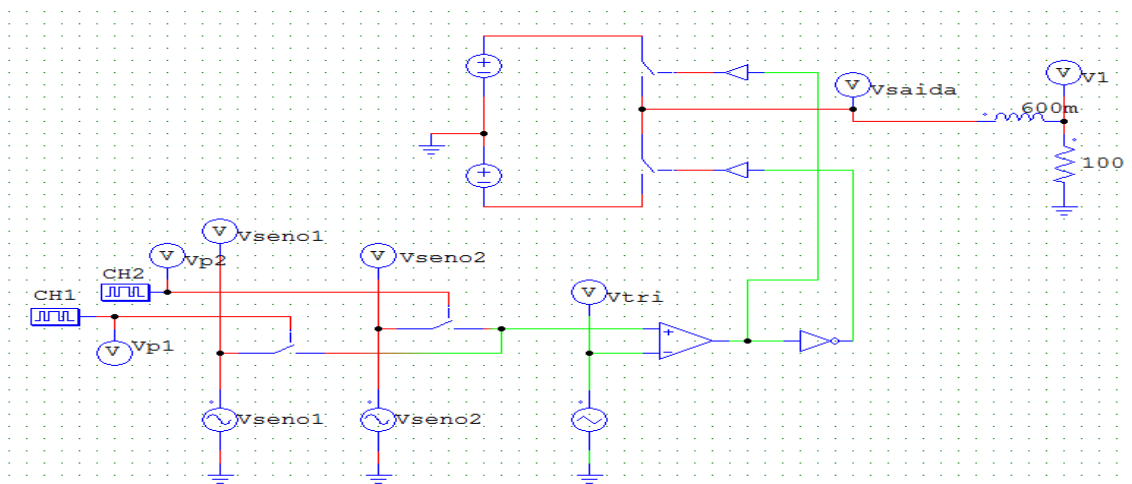 V
V1
V
Vsaida
600m
100
V
Vseno1
V
Vp2
V
Vseno2
CH2
CH1
V
Vtri
V
Vp1
Vseno1
Vseno2